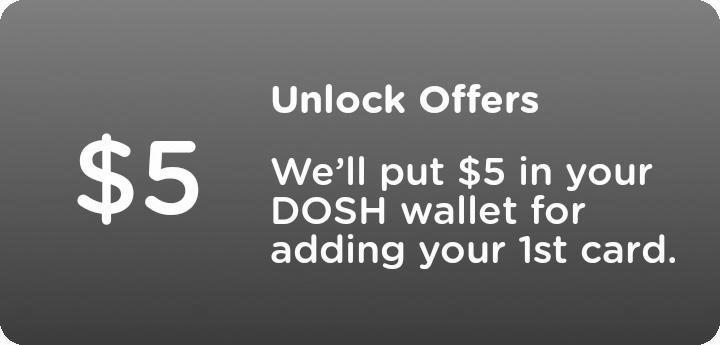 $5
Unlock Offers
We’ll put $5 in your
DOSH wallet for
adding your 1st card.